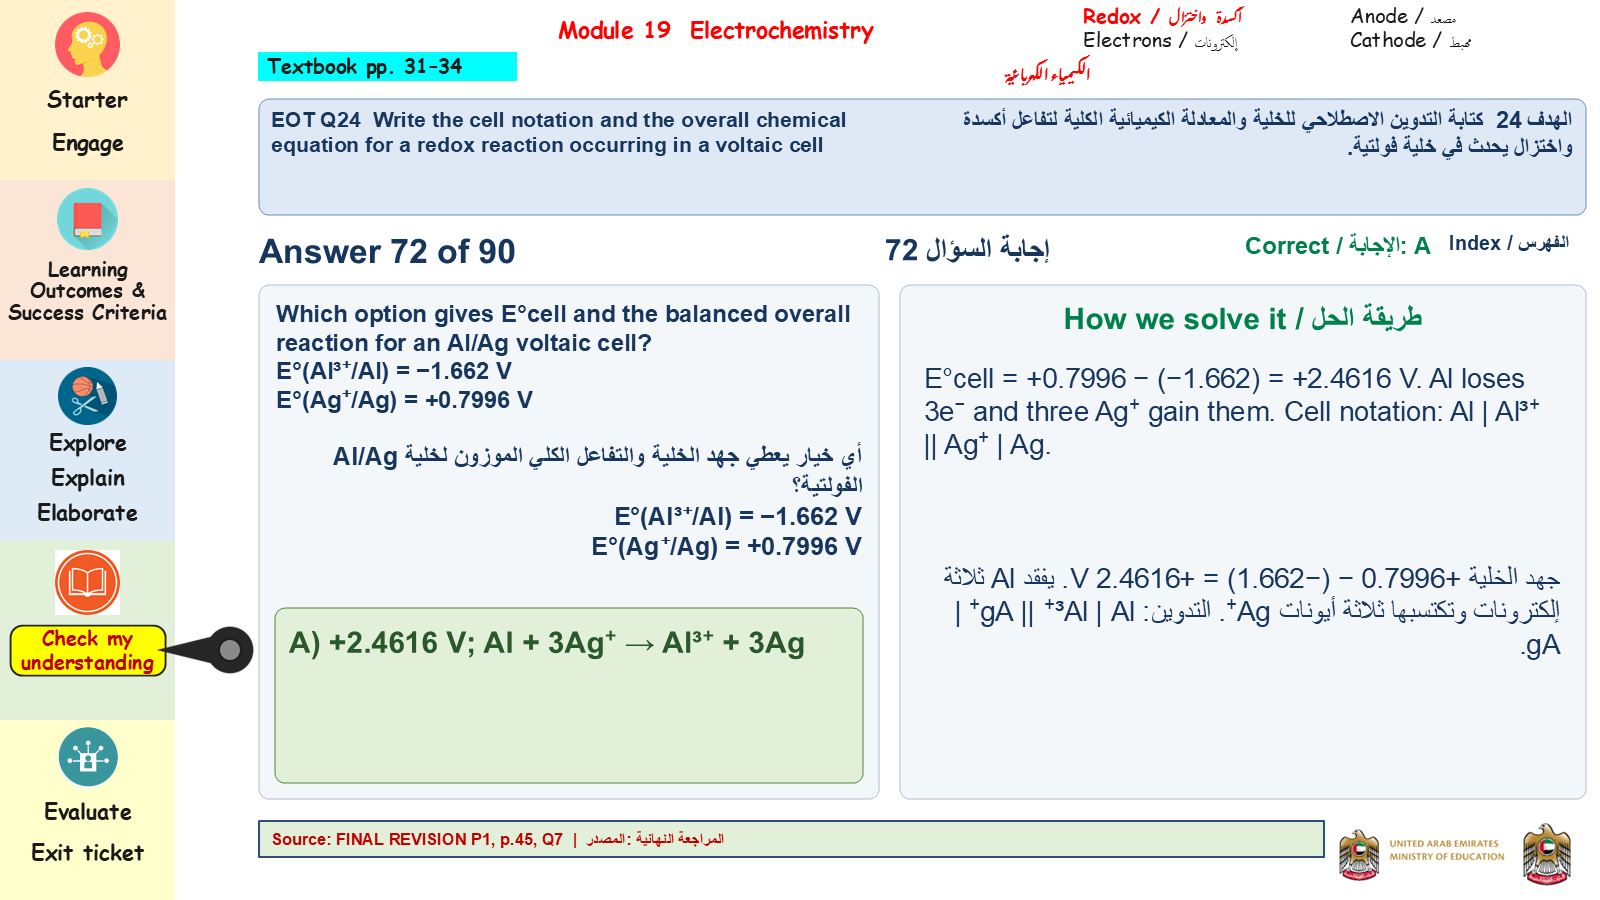 Starter
Engage
Learning
Outcomes &
Success Criteria
Explore
Explain
Elaborate
Check my
understanding
Evaluate
Exit ticket
Module 19 Electrochemistry
Redox / أكسدة واختزال
Electrons / إلكترونات
Anode / مصعد
Cathode / مهبط
الكيمياء الكهربائية
Textbook pp. 31–34
EOT Q24 Write the cell notation and the overall chemical
equation for a redox reaction occurring in a voltaic cell
الهدف 24 كتابة التدوين الاصطلاحي للخلية والمعادلة الكيميائية الكلية لتفاعل أكسدة
واختزال يحدث في خلية فولتية.
Answer 72 of 90
إجابة السؤال 72
Correct / الإجابة: A
Index / الفهرس
Which option gives E°cell and the balanced overall
reaction for an Al/Ag voltaic cell?
E°(Al³⁺/Al) = −1.662 V
E°(Ag⁺/Ag) = +0.7996 V
أي خيار يعطي جهد الخلية والتفاعل الكلي الموزون لخلية Al/Ag
الفولتية؟
E°(Al³⁺/Al) = −1.662 V
E°(Ag⁺/Ag) = +0.7996 V
A) +2.4616 V; Al + 3Ag⁺ → Al³⁺ + 3Ag
How we solve it / طريقة الحل
E°cell = +0.7996 − (−1.662) = +2.4616 V. Al loses
3e⁻ and three Ag⁺ gain them. Cell notation: Al | Al³⁺
|| Ag⁺ | Ag.
جهد الخلية +0.7996 − (−1.662) = +2.4616 V. يفقد Al ثلاثة
إلكترونات وتكتسبها ثلاثة أيونات Ag⁺. التدوين: Al | Al³⁺ || Ag⁺ |
Ag.
Source: FINAL REVISION P1, p.45, Q7 | المراجعة النهائية :المصدر
UNITED ARAB EMIRATES
MINISTRY OF EDUCATION